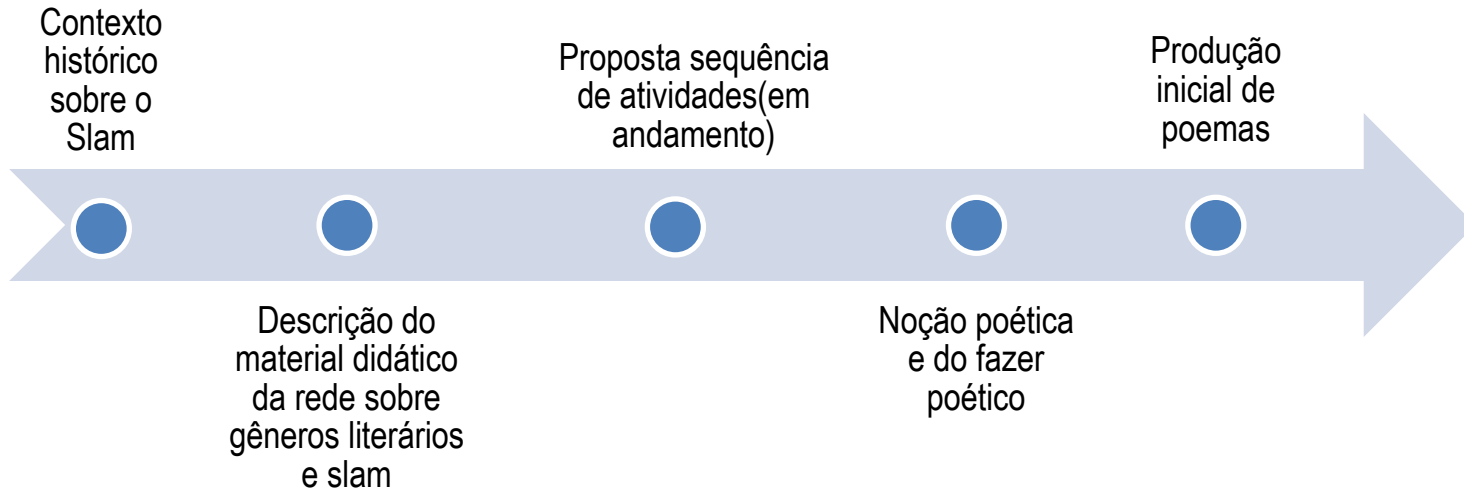 Contexto
histórico
sobre o
Slam
Descrição do
material didático
da rede sobre
gêneros literários
e slam
Proposta sequência
de atividades(em
andamento)
Noção poética
e do fazer
poético
Produção
inicial de
poemas